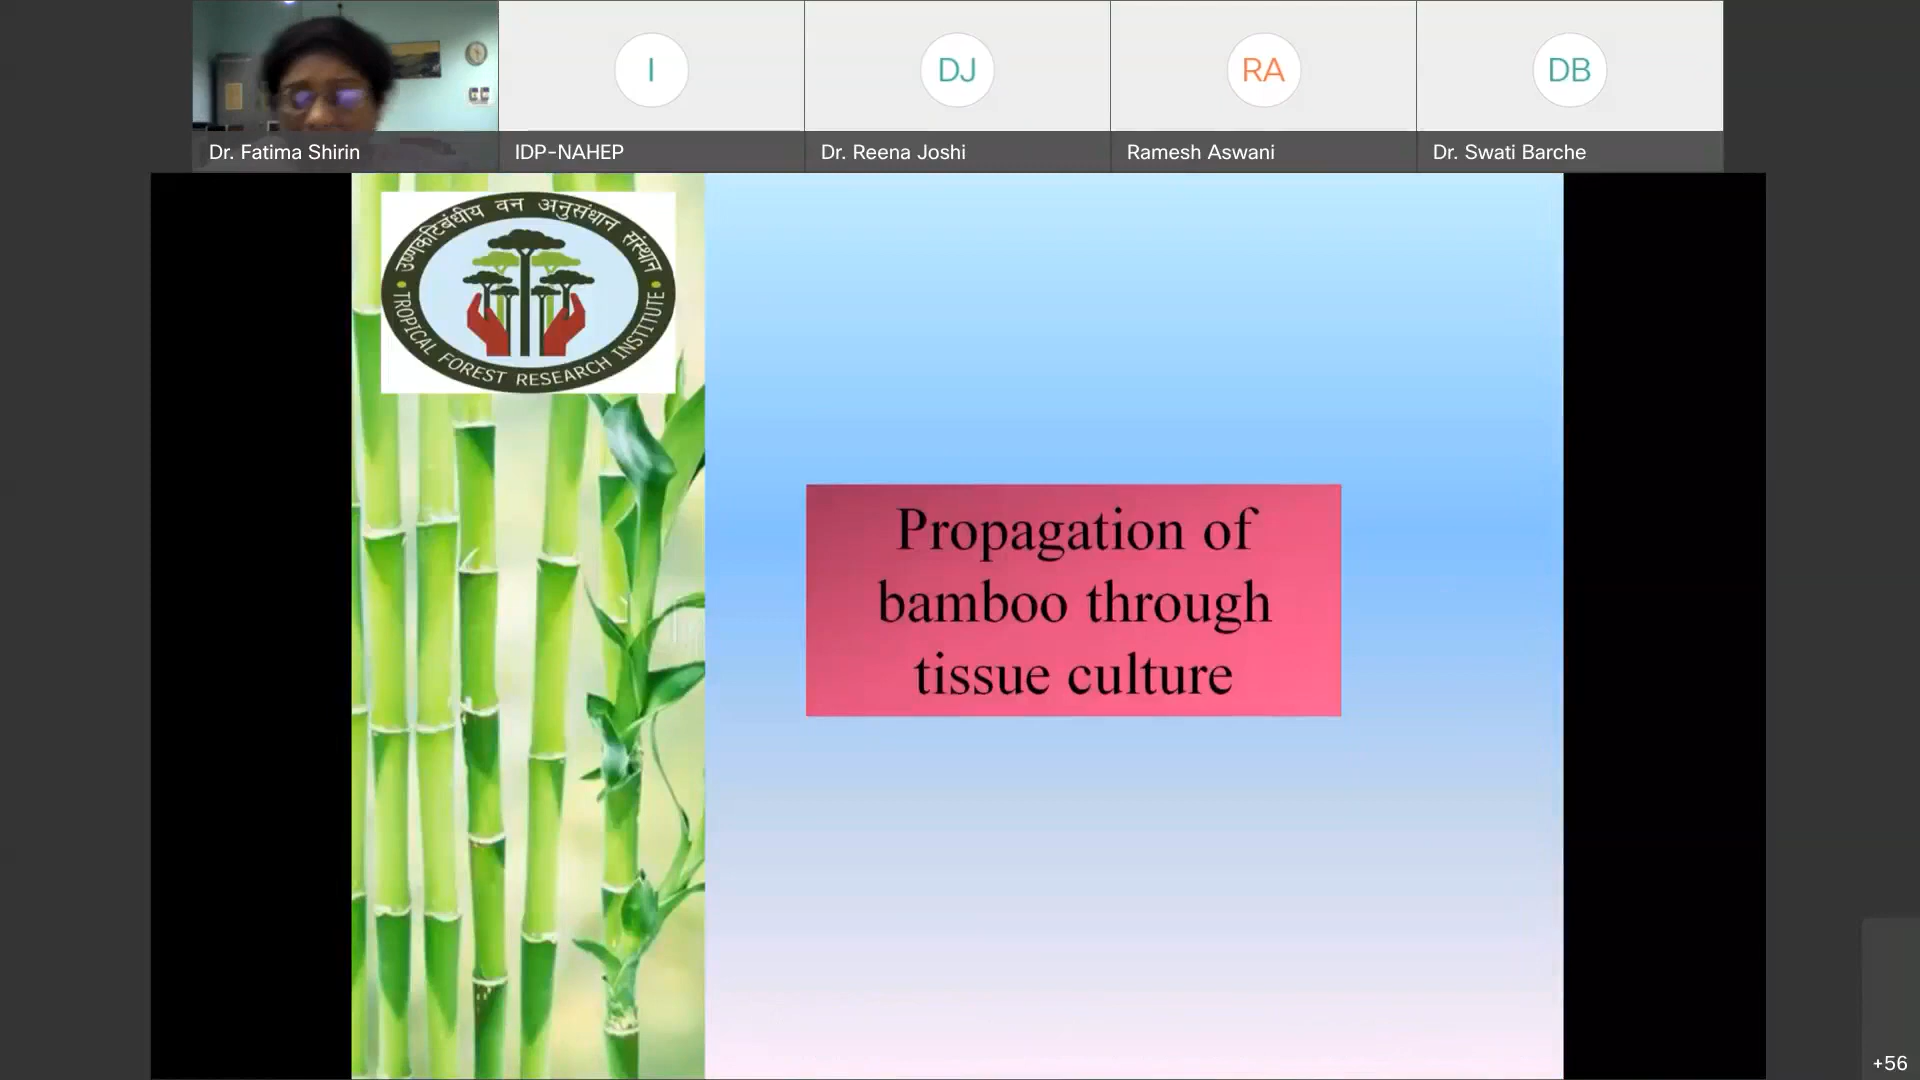 I
DJ
RA
DB
Dr. Fatima Shirin
IDP-NAHEP
Dr. Reena Joshi
Ramesh Aswani
Dr. Swati Barche
उष्णकटिबंधीय वन अनुसंधान संस्थान
TROPICAL FOREST RESEARCH INSTITUTE
Propagation of
bamboo through
tissue culture
+56